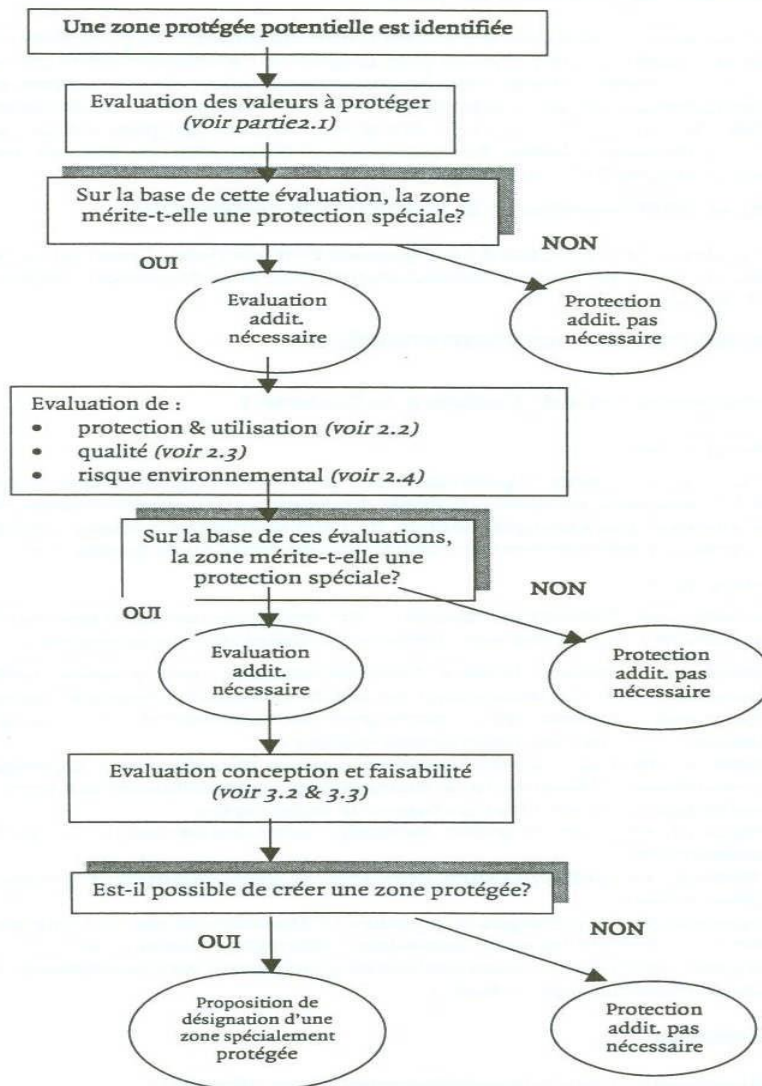 Une zone protégée potentielle est identifiée
Evaluation des valeurs à protéger
(voir partie2.1)
Sur la base de cette évaluation, la zone
mérite-t-elle une protection spéciale?
OUI
NON
Evaluation
addit.
nécessaire
Protection
addit. pas
nécessaire
Evaluation de :
• protection & utilisation (voir 2.2)
• qualité (voir 2.3)
• risque environnemental (voir 2.4)
Sur la base de ces évaluations,
la zone mérite-t-elle une
protection spéciale?
OUI
NON
Evaluation
addit.
nécessaire
Protection
addit. pas
nécessaire
Evaluation conception et faisabilité
(voir 3.2 & 3.3)
Est-il possible de créer une zone protégée?
OUI
NON
Proposition de
désignation d'une
zone spécialement
protégée
Protection
addit. pas
nécessaire